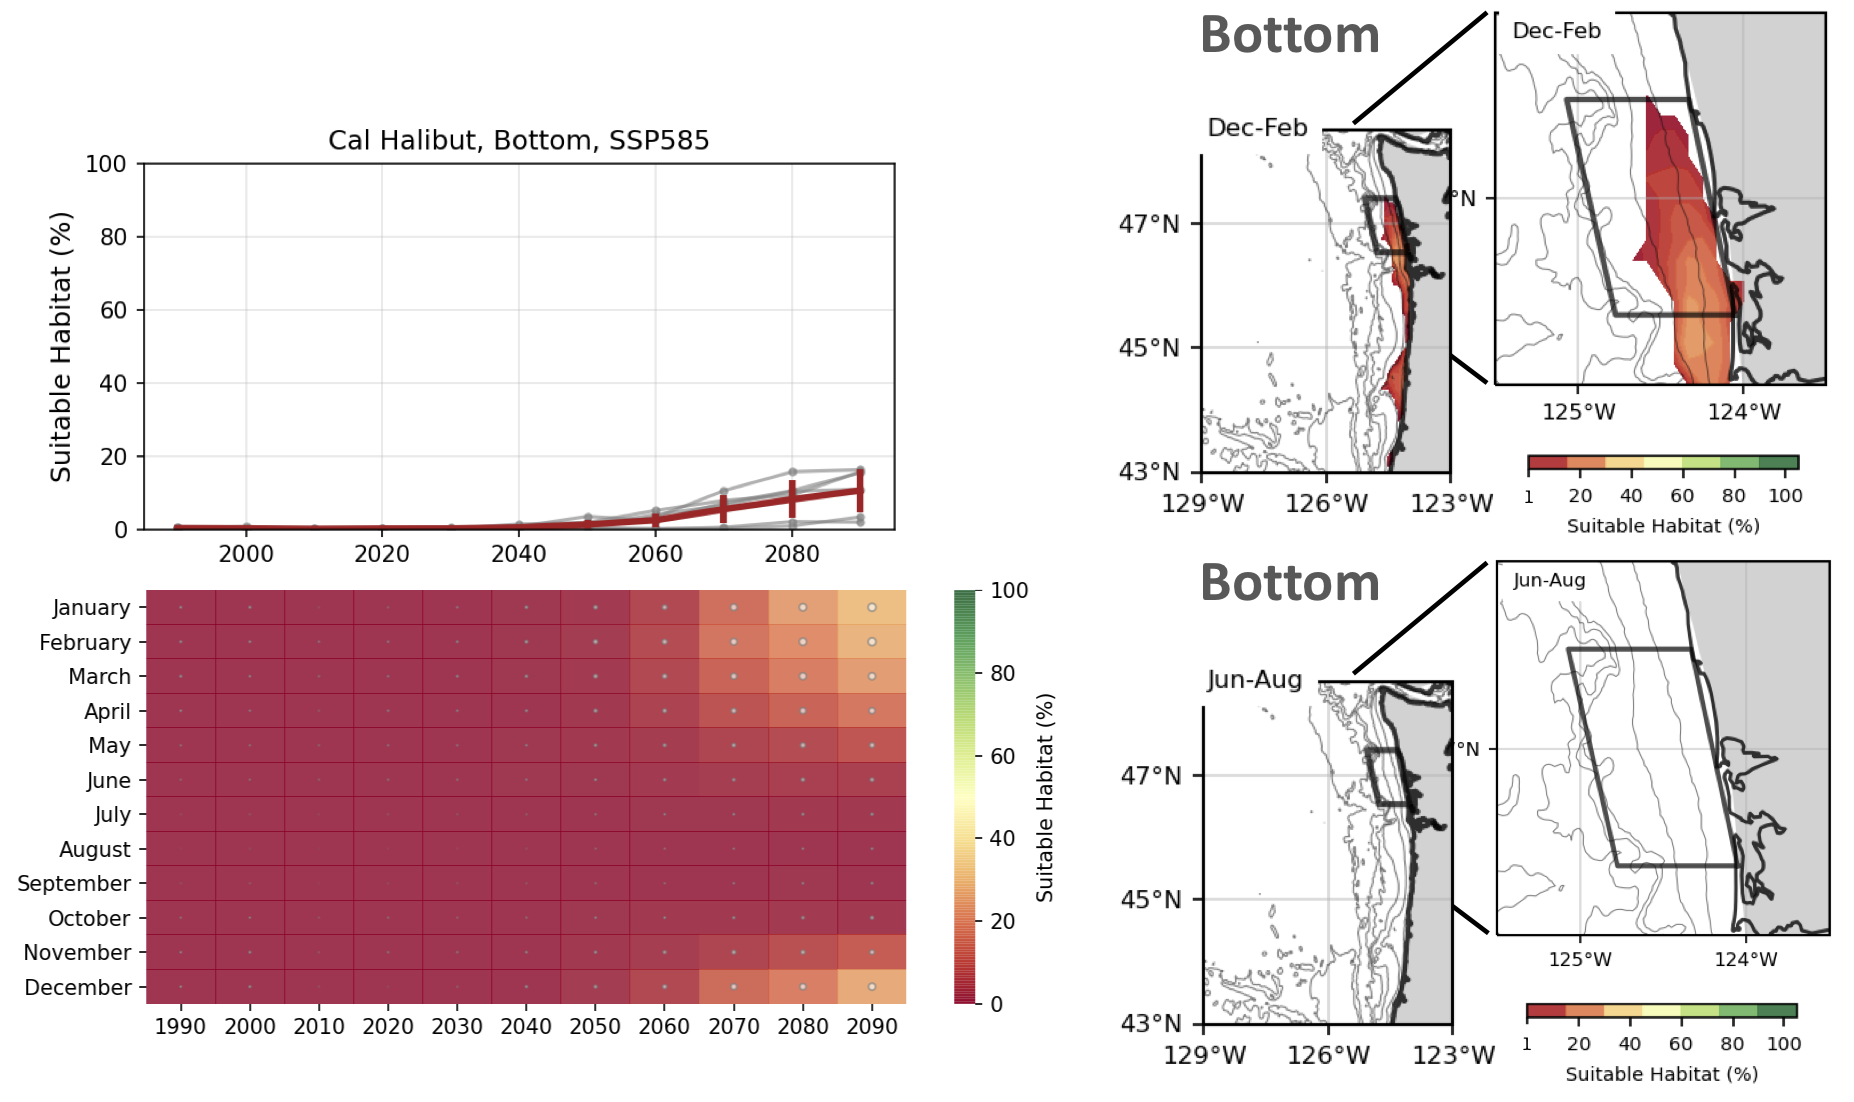 Cal Halibut, Bottom, SSP585
Suitable Habitat (%)
100
80
60
40
20
0
2000 2020 2040 2060 2080
January
February
March
April
May
June
July
August
September
October
November
December
1990 2000 2010 2020 2030 2040 2050 2060 2070 2080 2090
100
80
60
40
20
0
Suitable Habitat (%)
Bottom
Dec-Feb
47°N
45°N
43°N
129°W 126°W 123°W
Dec-Feb
°N
125°W 124°W
1 20 40 60 80 100
Suitable Habitat (%)
Bottom
Jun-Aug
47°N
45°N
43°N
129°W 126°W 123°W
Jun-Aug
°N
125°W 124°W
1 20 40 60 80 100
Suitable Habitat (%)